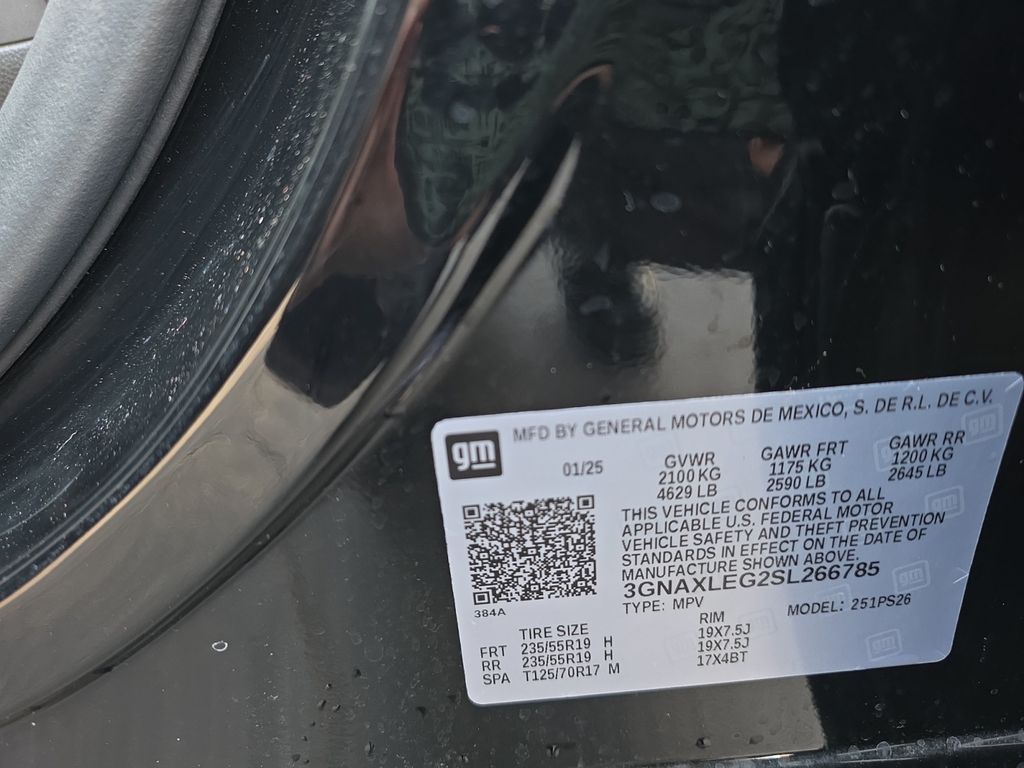 gm
MFD BY GENERAL MOTORS DE MEXICO, S. DE R.L. DE C.V.
01/25
GVWR
2100 KG
4629 LB
GAWR FRT
1175 KG
2590 LB
GAWR RR
1200 KG
2645 LB
THIS VEHICLE CONFORMS TO ALL
APPLICABLE U.S. FEDERAL MOTOR
VEHICLE SAFETY AND THEFT PREVENTION
STANDARDS IN EFFECT ON THE DATE OF
MANUFACTURE SHOWN ABOVE.
3GNAXLEG2SL266785
TYPE: MPV
MODEL: 251PS26
384A
TIRE SIZE
RIM
FRT 235/55R19 H 19X7.5J
RR 235/55R19 H 19X7.5J
SPA T125/70R17 M 17X4BT